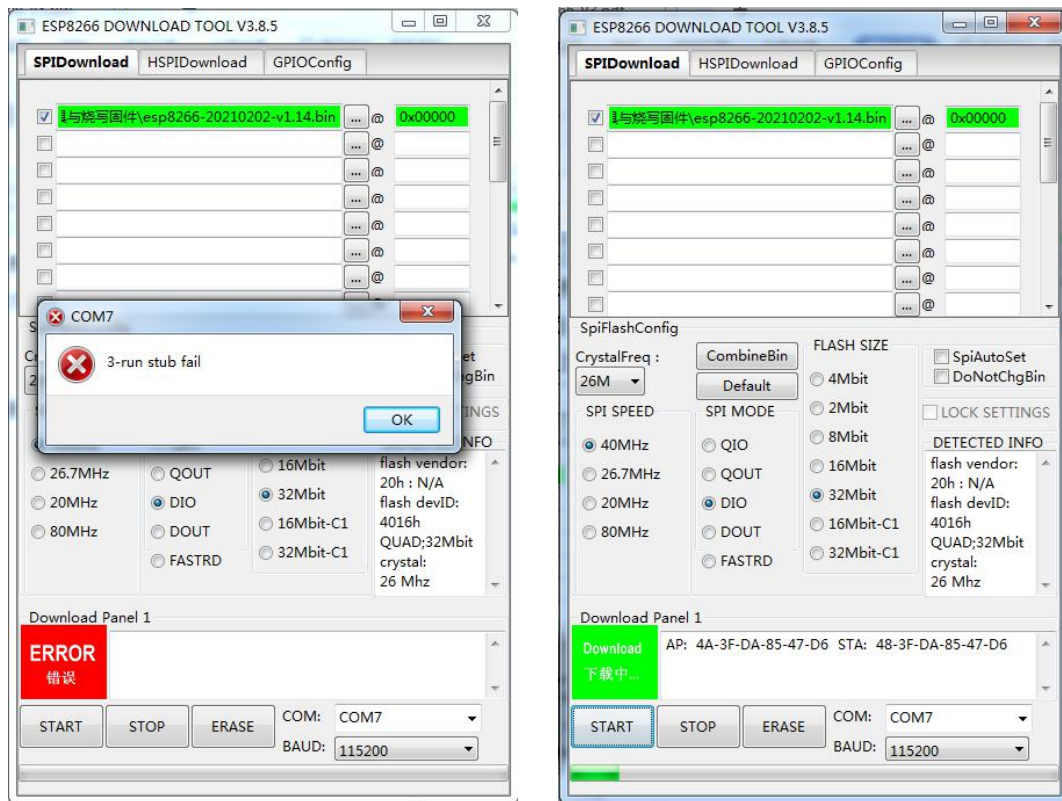 ESP8266 DOWNLOAD TOOL V3.8.5
SPIDownload HSPIDownload GPIOConfig
与烧写固件\esp8266-20210202-v1.14.bin ... @ 0x00000
... @
... @
... @
... @
... @
... @
COM7
3-run stub fail
OK
INGS
NFO
26.7MHz
20MHz
80MHz
QOUT
DIO
DOUT
FASTRD
16Mbit
32Mbit
16Mbit-C1
32Mbit-C1
flash vendor:
20h : N/A
flash devID:
4016h
QUAD;32Mbit
crystal:
26 Mhz
Download Panel 1
ERROR
错误
START STOP ERASE
COM: COM7
BAUD: 115200
ESP8266 DOWNLOAD TOOL V3.8.5
SPIDownload HSPIDownload GPIOConfig
与烧写固件\esp8266-20210202-v1.14.bin ... @ 0x00000
... @
... @
... @
... @
... @
... @
... @
SpiFlashConfig
CrystalFreq :
26M
CombineBin
Default
SPI SPEED
40MHz
26.7MHz
20MHz
80MHz
SPI MODE
QIO
QOUT
DIO
DOUT
FASTRD
FLASH SIZE
4Mbit
2Mbit
8Mbit
16Mbit
32Mbit
16Mbit-C1
32Mbit-C1
SpiAutoSet
DoNotChgBin
LOCK SETTINGS
DETECTED INFO
flash vendor:
20h : N/A
flash devID:
4016h
QUAD;32Mbit
crystal:
26 Mhz
Download Panel 1
Download
下载中...
AP: 4A-3F-DA-85-47-D6 STA: 48-3F-DA-85-47-D6
START STOP ERASE
COM: COM7
BAUD: 115200